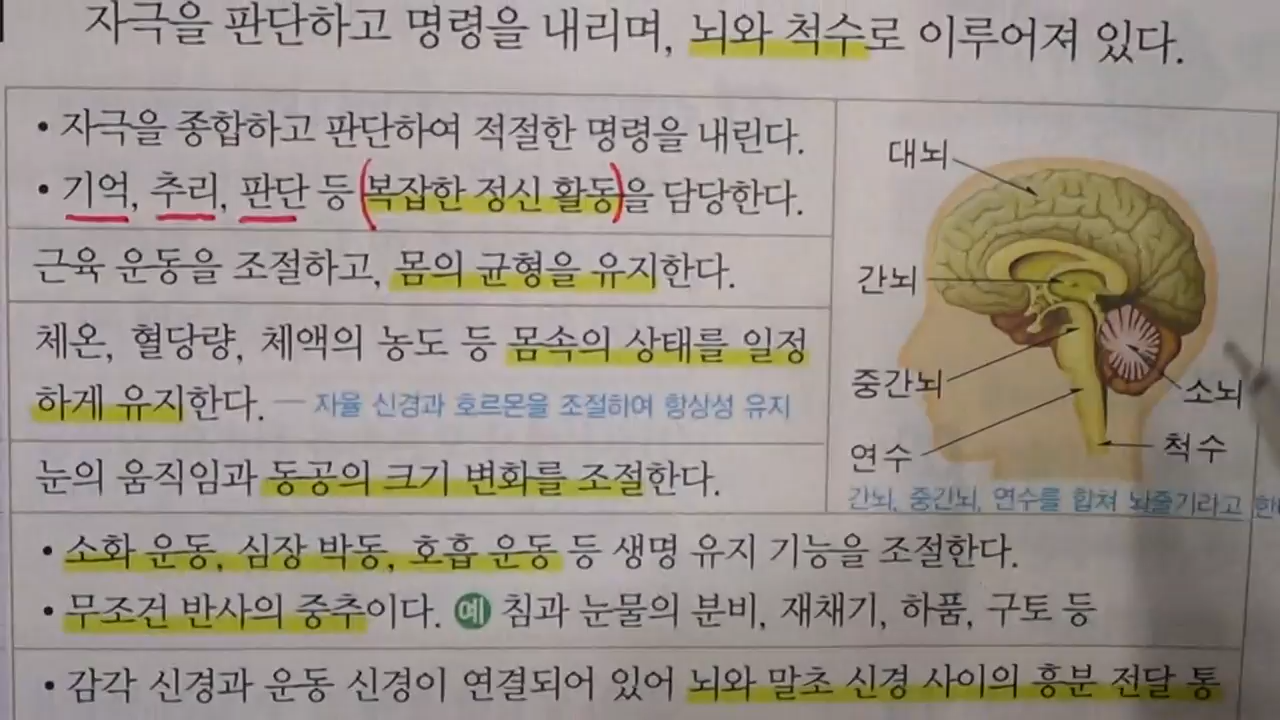 자극을 판단하고 명령을 내리며, 뇌와 척수로 이루어져 있다.
• 자극을 종합하고 판단하여 적절한 명령을 내린다.
• 기억, 추리, 판단 등 (복잡한 정신 활동)을 담당한다.
근육 운동을 조절하고, 몸의 균형을 유지한다.
체온, 혈당량, 체액의 농도 등 몸속의 상태를 일정
하게 유지한다. ― 자율 신경과 호르몬을 조절하여 항상성 유지
눈의 움직임과 동공의 크기 변화를 조절한다.
대뇌
간뇌
중간뇌
소뇌
연수
척수
간뇌, 중간뇌, 연수를 합쳐 뇌줄기라고
• 소화 운동, 심장 박동, 호흡 운동 등 생명 유지 기능을 조절한다.
• 무조건 반사의 중추이다. 예 침과 눈물의 분비, 재채기, 하품, 구토 등
• 감각 신경과 운동 신경이 연결되어 있어 뇌와 말초 신경 사이의 흥분 전달 통